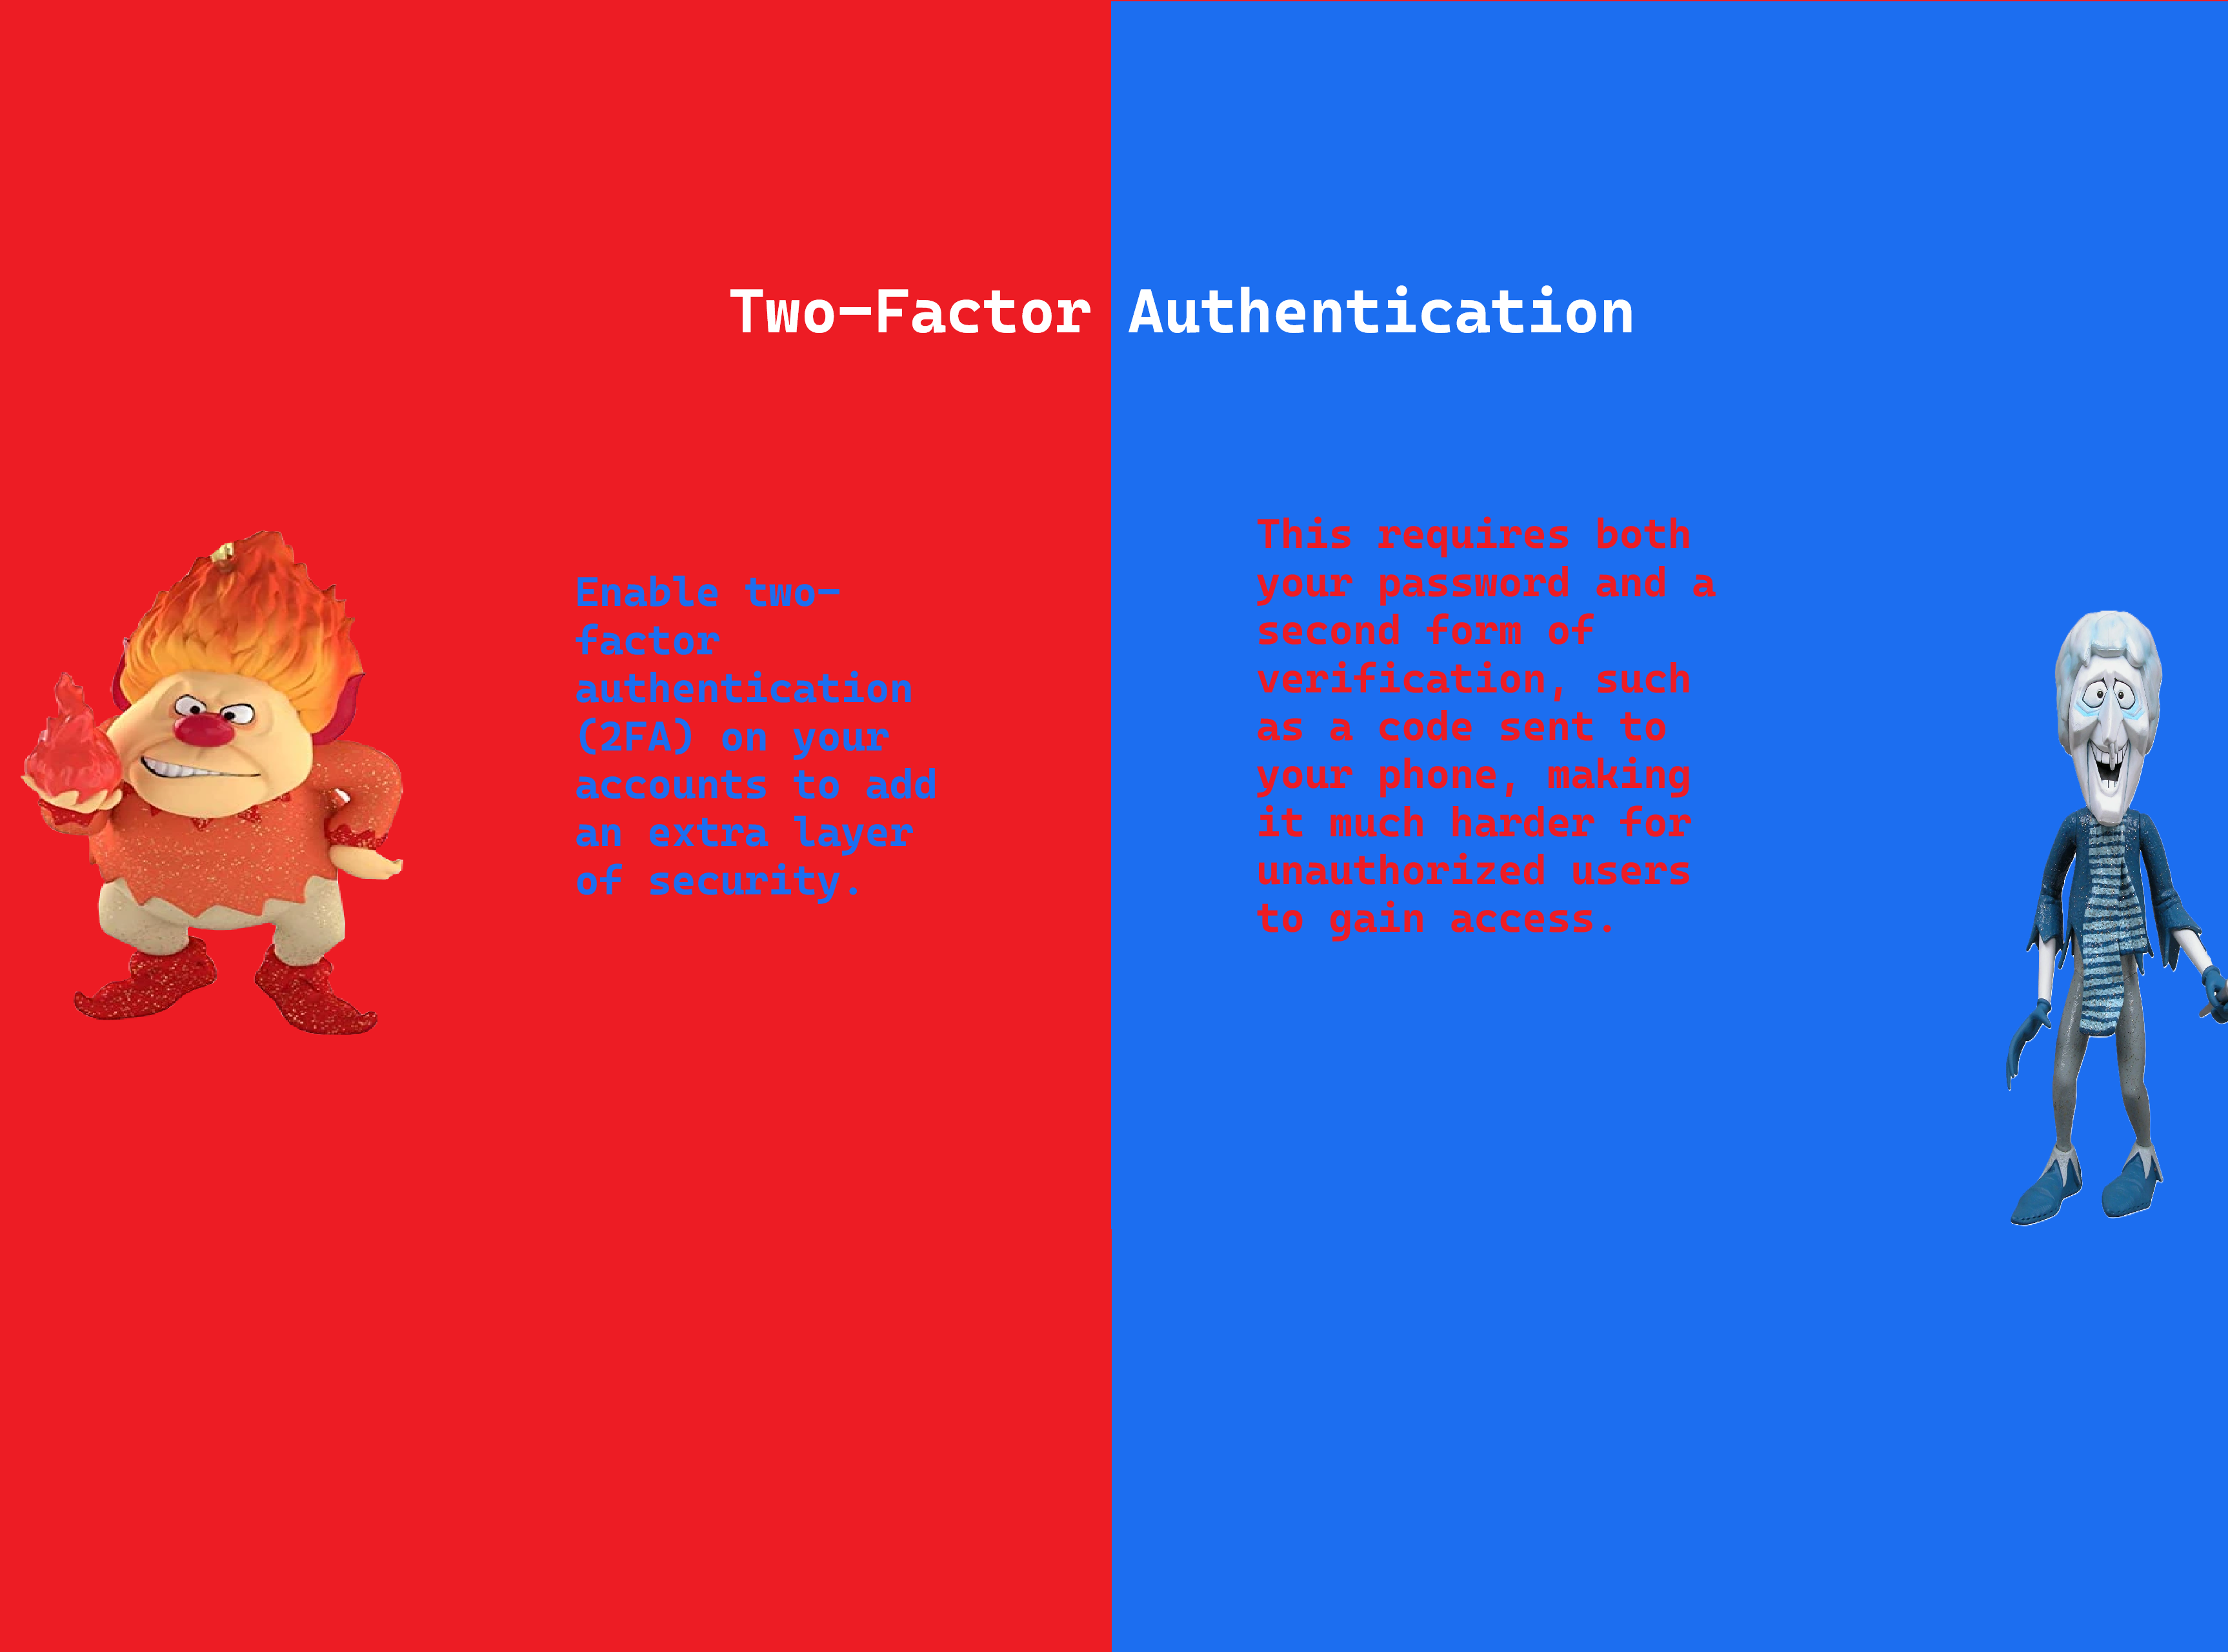 Two-Factor Authentication
Enable two-
factor
authentication
(2FA) on your
accounts to add
an extra layer
of security.
This requires both
your password and a
second form of
verification, such
as a code sent to
your phone, making
it much harder for
unauthorized users
to gain access.